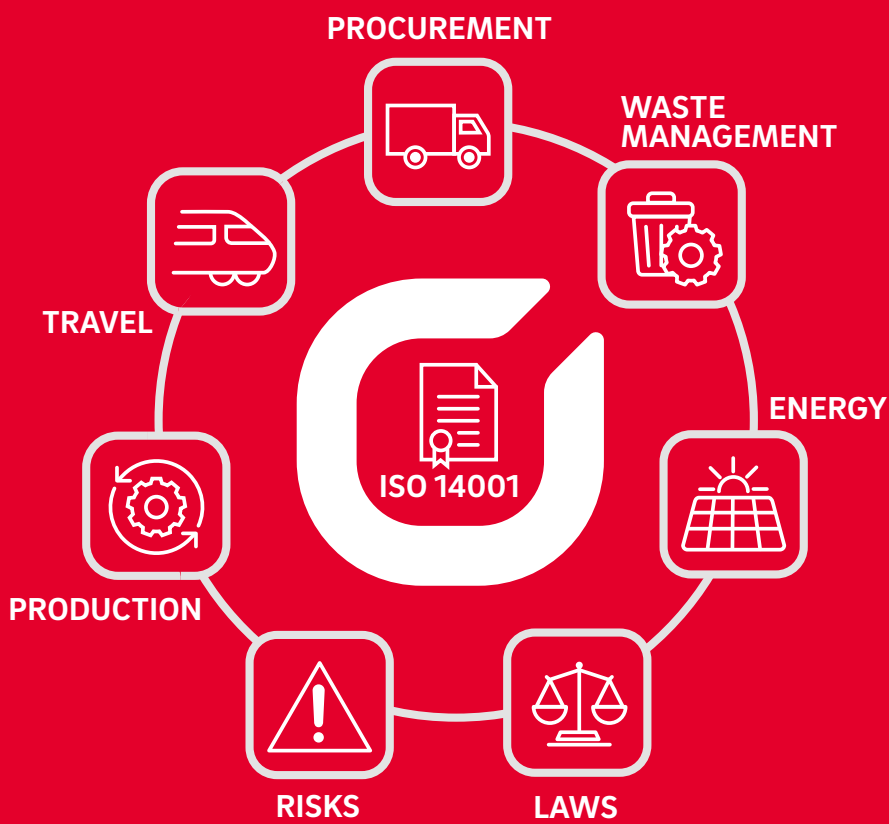 PROCUREMENT
WASTE
MANAGEMENT
TRAVEL
ENERGY
ISO 14001
PRODUCTION
RISKS
LAWS